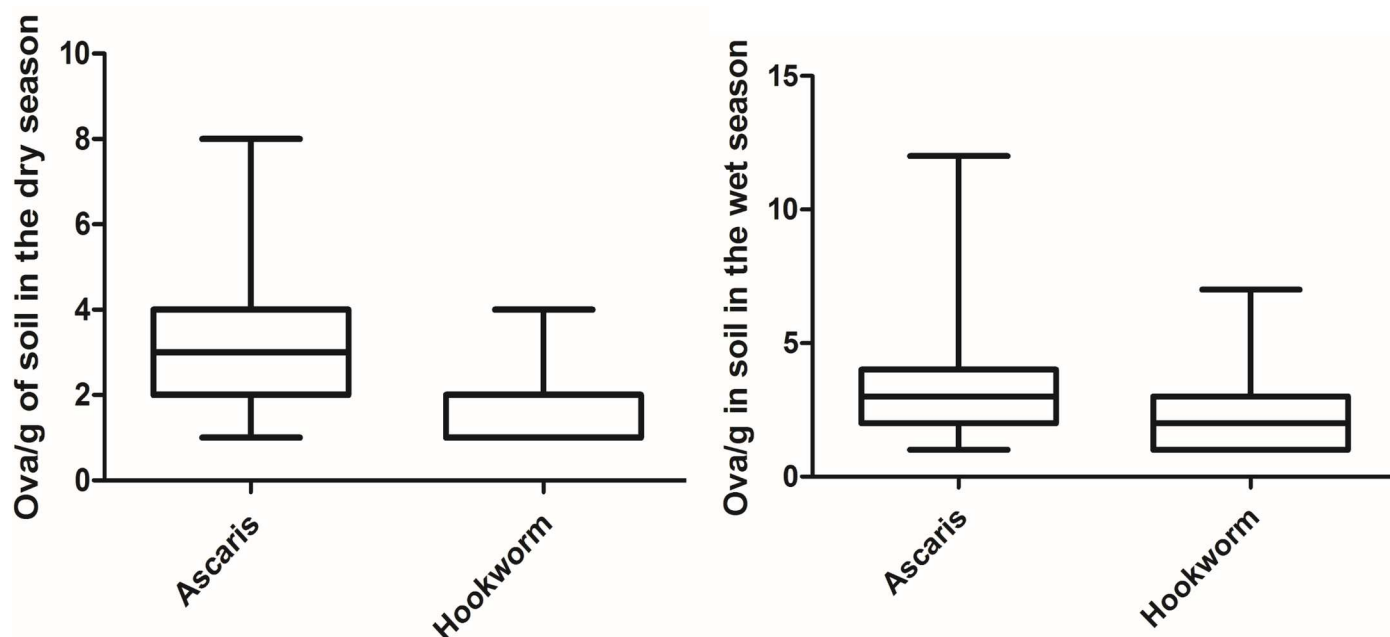 Ova/g of soil in the dry season
10
8
6
4
2
0
Ascaris
Hookworm
Ova/g in soil in the wet season
15
10
5
0
Ascaris
Hookworm